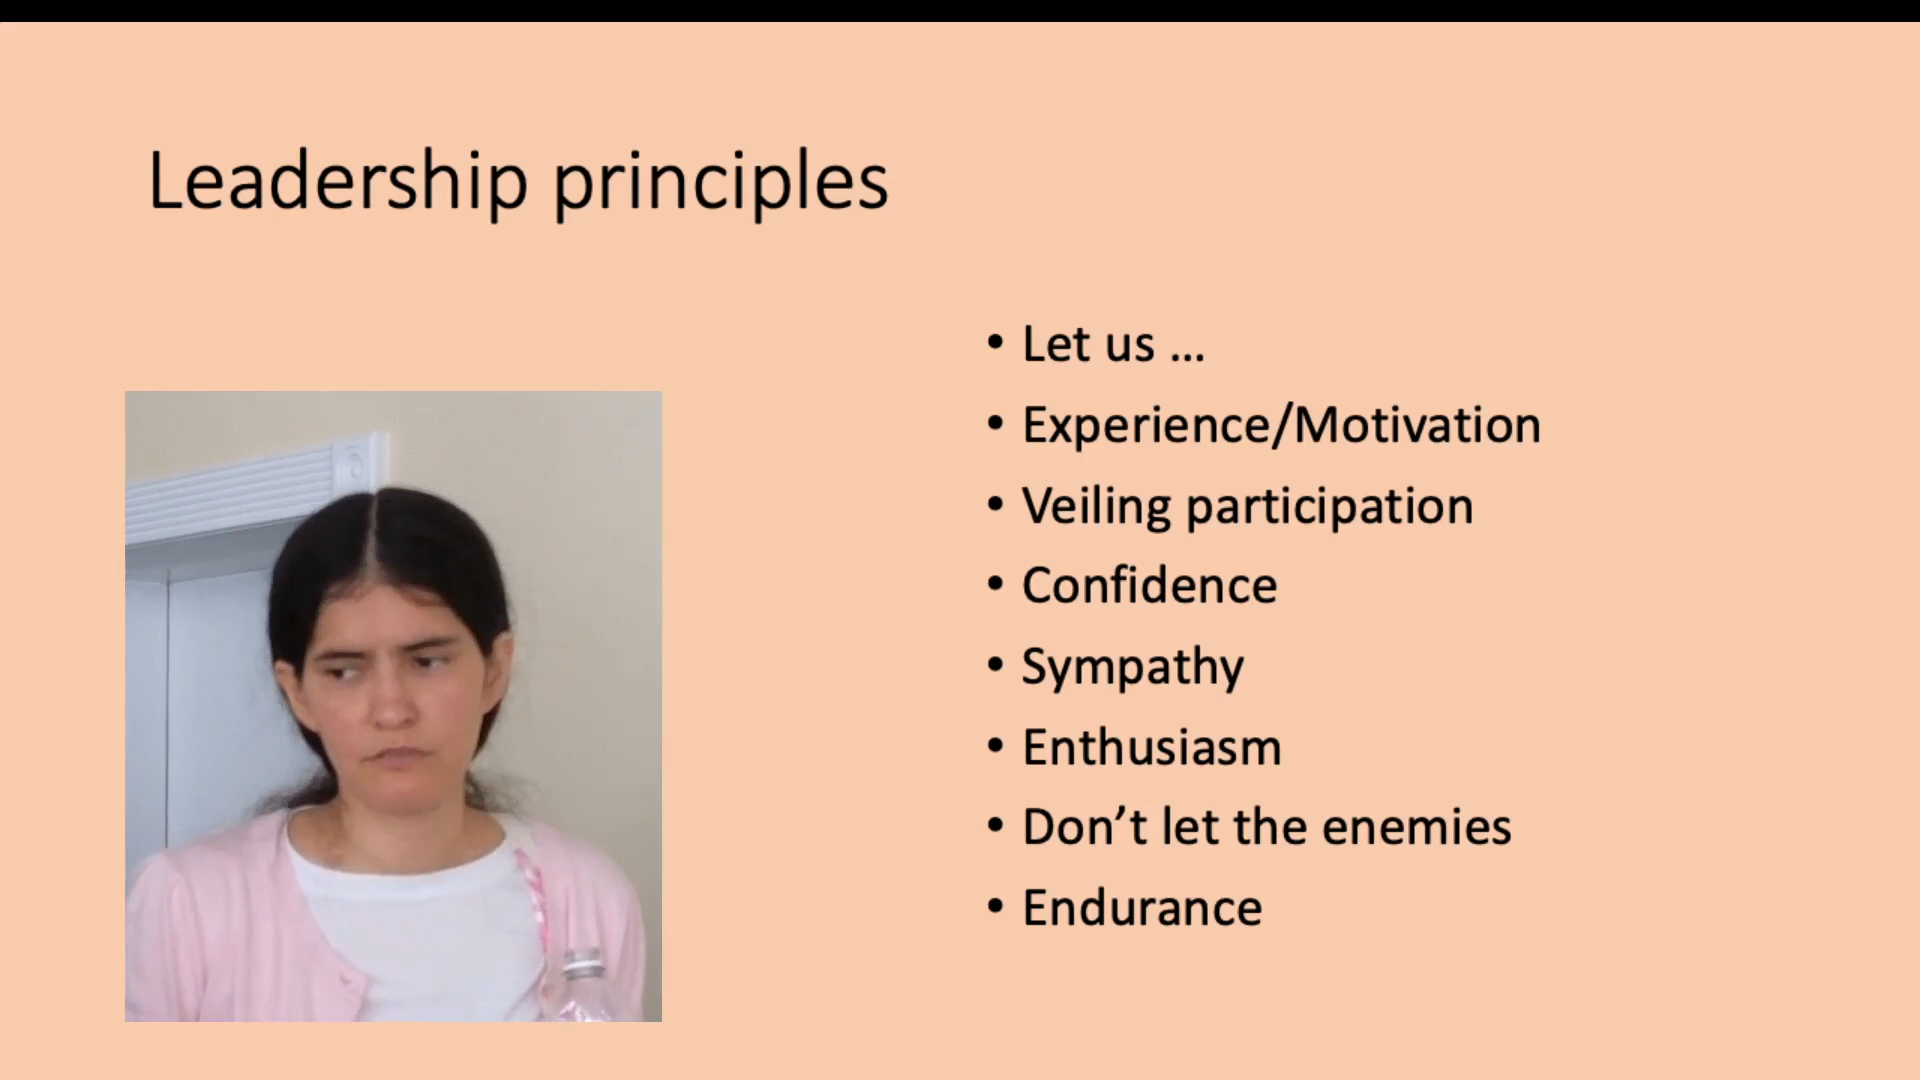 Leadership principles
• Let us ...
• Experience/Motivation
• Veiling participation
• Confidence
• Sympathy
• Enthusiasm
• Don’t let the enemies
• Endurance